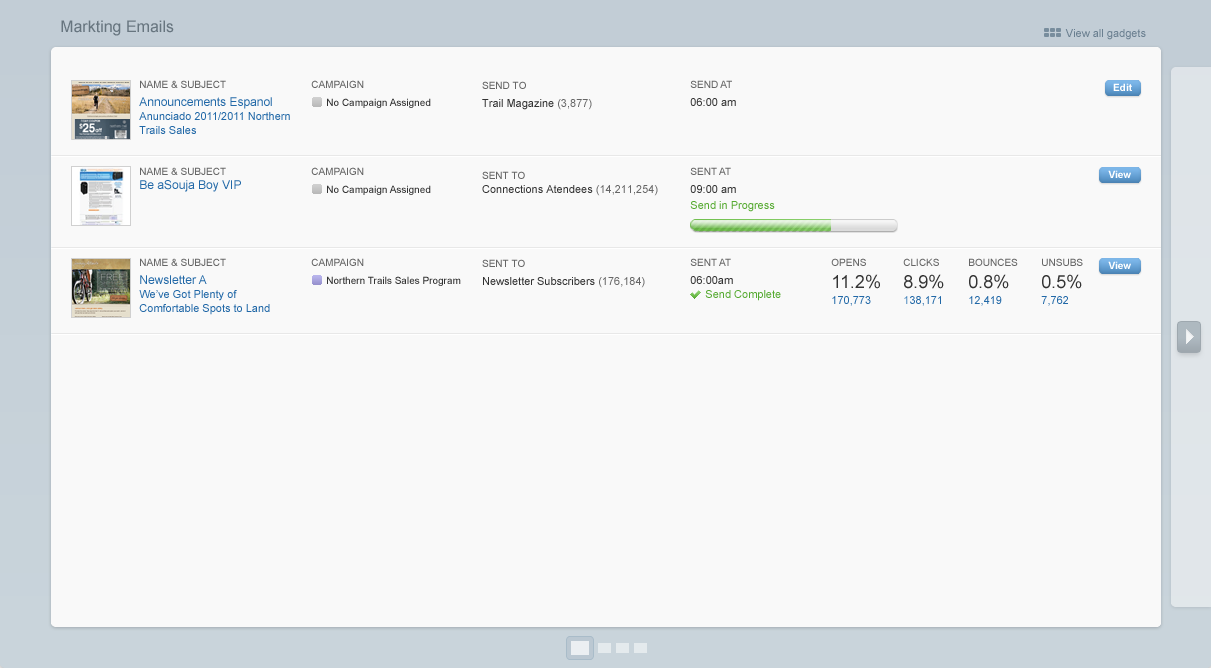 Markting Emails
View all gadgets
NAME & SUBJECT
Announcements Espanol
Anunciado 2011/2011 Northern
Trails Sales
CAMPAIGN
No Campaign Assigned
SEND TO
Trail Magazine (3,877)
SEND AT
06:00 am
Edit
$25 off
NAME & SUBJECT
Be aSouja Boy VIP
CAMPAIGN
No Campaign Assigned
SENT TO
Connections Atendees (14,211,254)
SENT AT
09:00 am
Send in Progress
View
NAME & SUBJECT
Newsletter A
We've Got Plenty of
Comfortable Spots to Land
CAMPAIGN
Northern Trails Sales Program
SENT TO
Newsletter Subscribers (176,184)
SENT AT
06:00am
Send Complete
OPENS
11.2%
170,773
CLICKS
8.9%
138,171
BOUNCES
0.8%
12,419
UNSUBS
0.5%
7,762
View
FREE